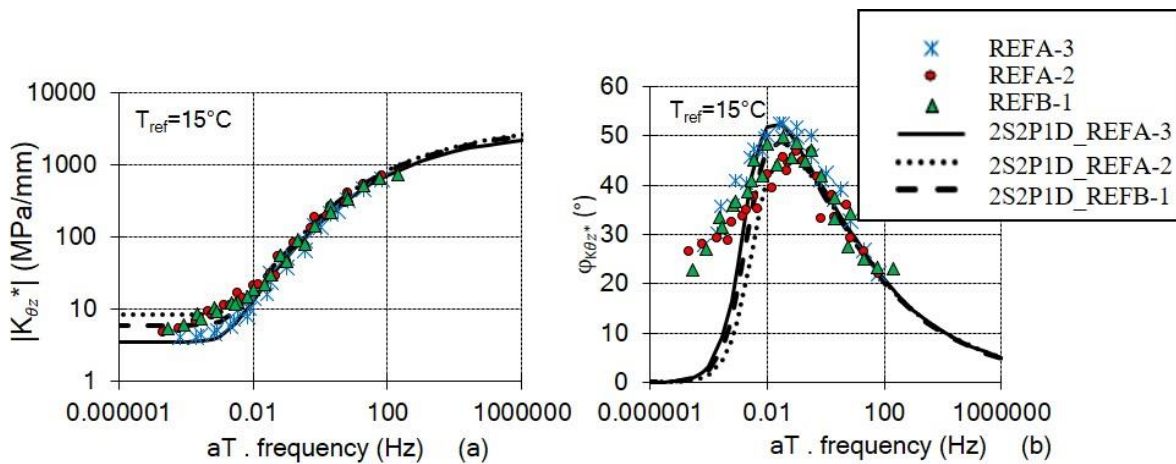 REFA-3
REFA-2
REFB-1
2S2P1D_REFA-3
2S2P1D_REFA-2
2S2P1D_REFB-1
|Kθz*| (MPa/mm)
10000
1000
100
10
1
Tref=15°C
0.000001 0.01 100 1000000
aT . frequency (Hz) (a)
φKθz* (°)
60
50
40
30
20
10
0
Tref=15°C
0.000001 0.01 100 1000000
aT . frequency (Hz) (b)